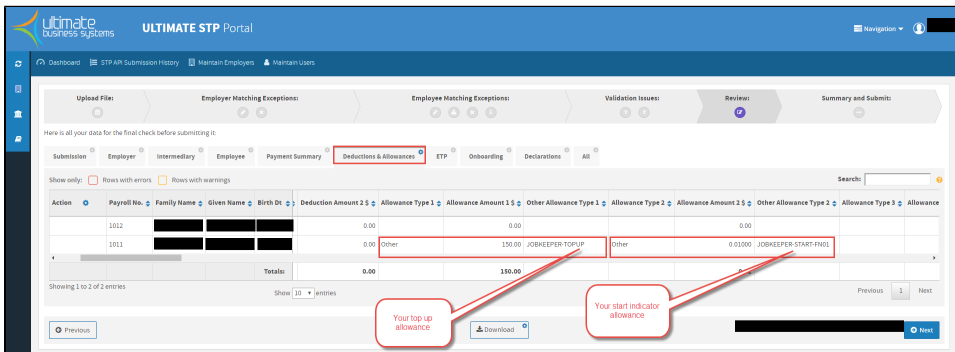 ultimate
business systems
ULTIMATE STP Portal
Navigation
Dashboard STP API Submission History Maintain Employers Maintain Users
Upload File: Employer Matching Exceptions: Employee Matching Exceptions: Validation Issues: Review: Summary and Submit:
Here is all your data for the final check before submitting it:
Submission Employer Intermediary Employee Payment Summary Deductions & Allowances ETP Onboarding Declarations All
Show only: Rows with errors Rows with warnings Search:
Action Payroll No. Family Name Given Name Birth Dt Deduction Amount 2 $ Allowance Type 1 Allowance Amount 1 $ Other Allowance Type 1 Allowance Type 2 Allowance Amount 2 $ Other Allowance Type 2 Allowance Type 3 Allowance
1012 0.00 0.00 0.00
1011 0.00 Other 150.00 JOBKEEPER-TOPUP Other 0.01000 JOBKEEPER-START-FN01
Totals: 0.00 150.00
Showing 1 to 2 of 2 entries Show 10 entries Previous 1 Next
Your top up
allowance
Your start indicator
allowance
Previous Download Next